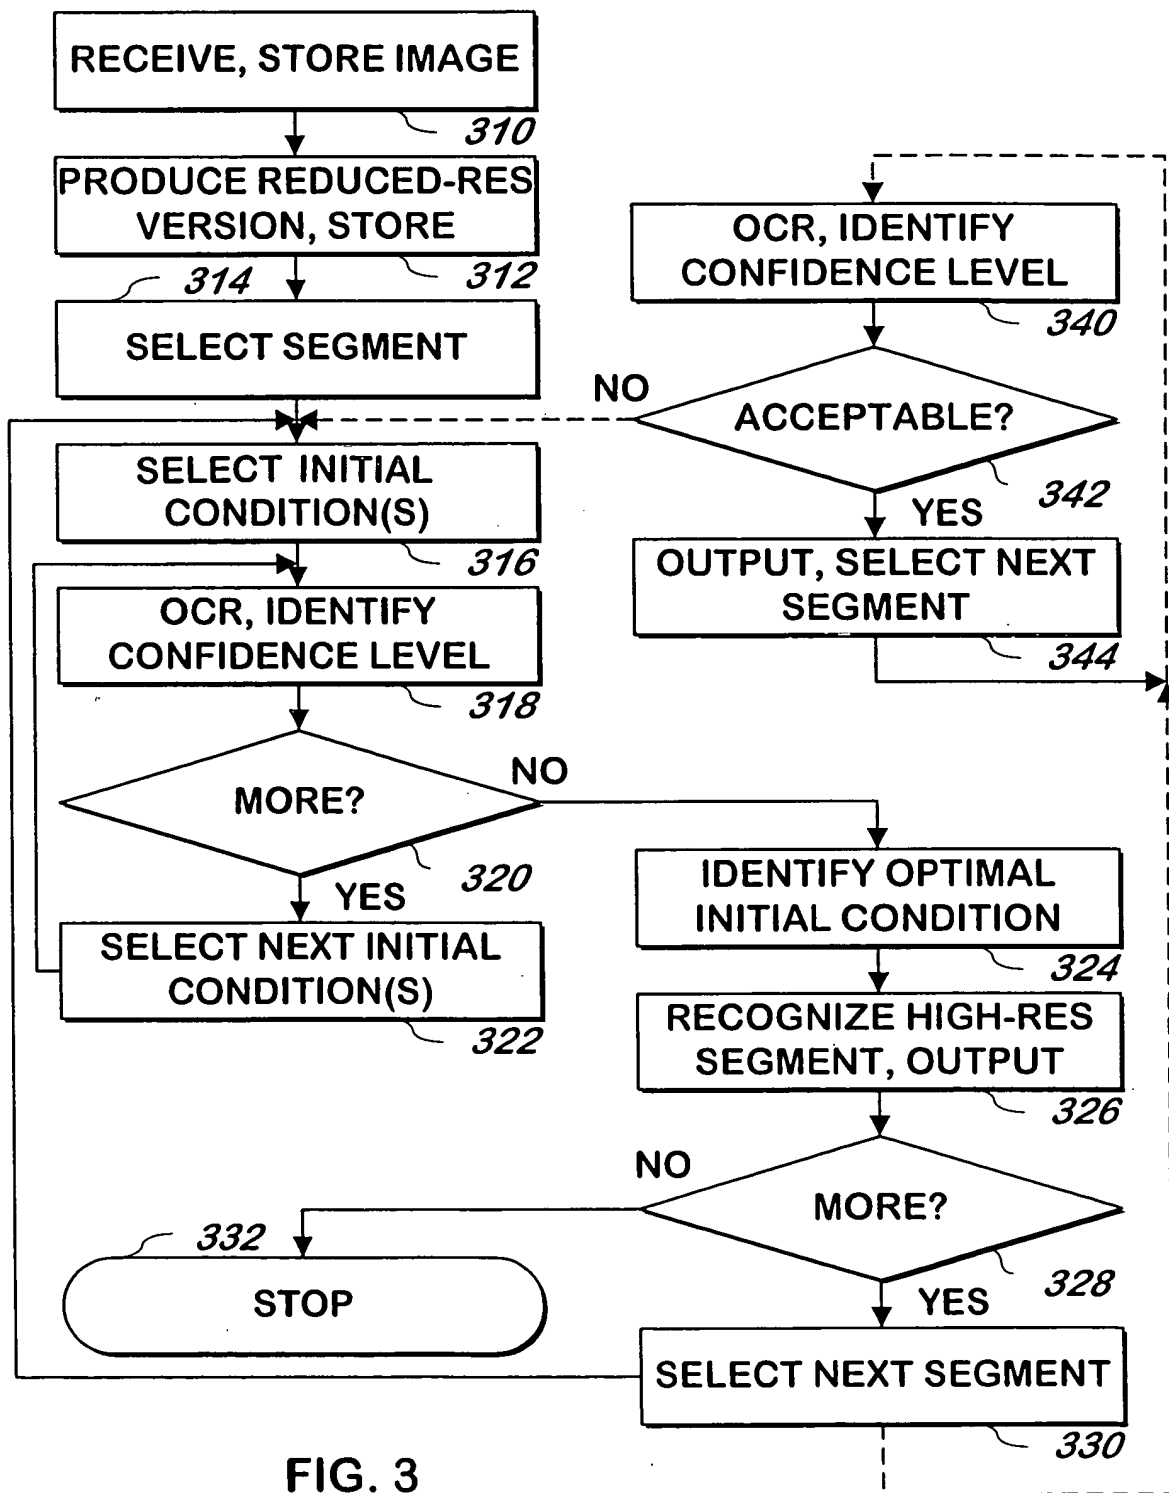 RECEIVE, STORE IMAGE
310
PRODUCE REDUCED-RES
VERSION, STORE
312
314
SELECT SEGMENT
SELECT INITIAL
CONDITION(S)
316
OCR, IDENTIFY
CONFIDENCE LEVEL
318
MORE?
320
NO
YES
SELECT NEXT INITIAL
CONDITION(S)
322
OCR, IDENTIFY
CONFIDENCE LEVEL
340
NO
ACCEPTABLE?
342
YES
OUTPUT, SELECT NEXT
SEGMENT
344
IDENTIFY OPTIMAL
INITIAL CONDITION
324
RECOGNIZE HIGH-RES
SEGMENT, OUTPUT
326
NO
MORE?
328
YES
332
STOP
SELECT NEXT SEGMENT
330
FIG. 3